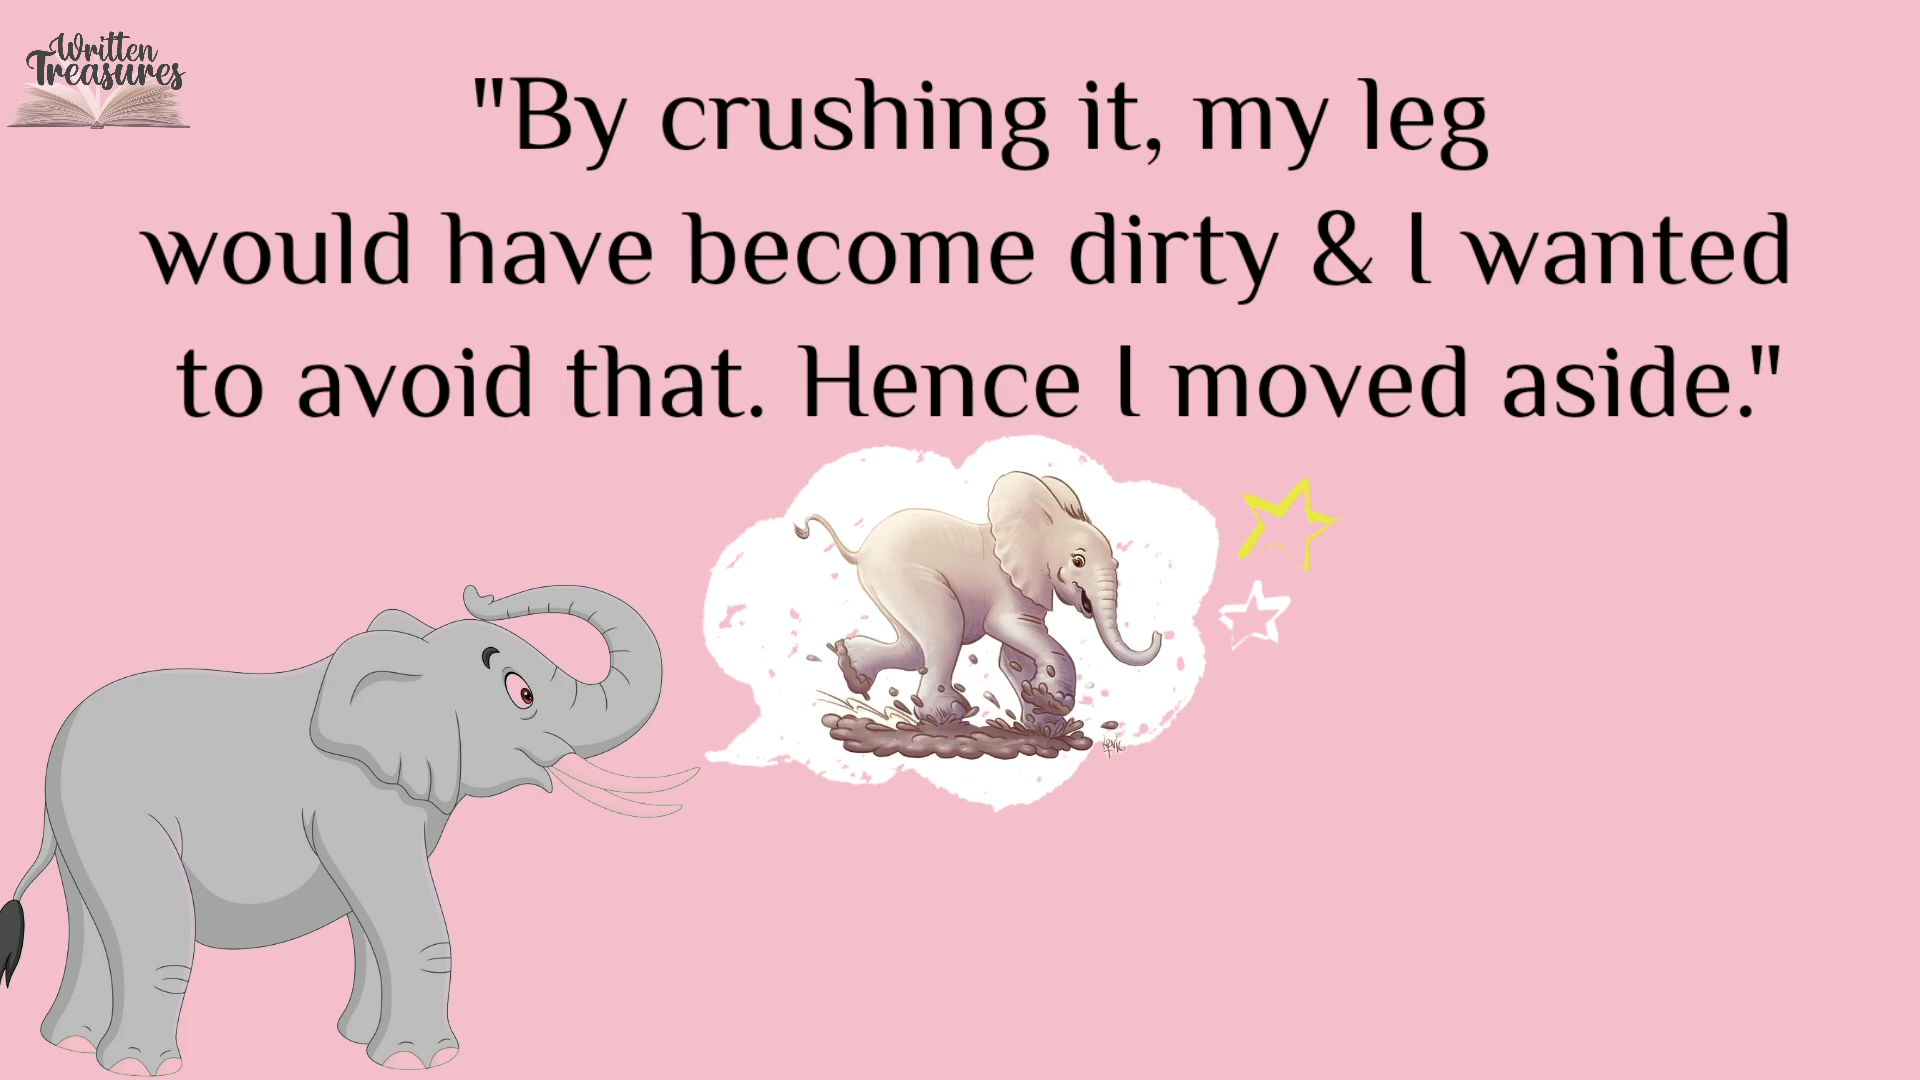 Written
Treasures
"By crushing it, my leg
would have become dirty & I wanted
to avoid that. Hence I moved aside."